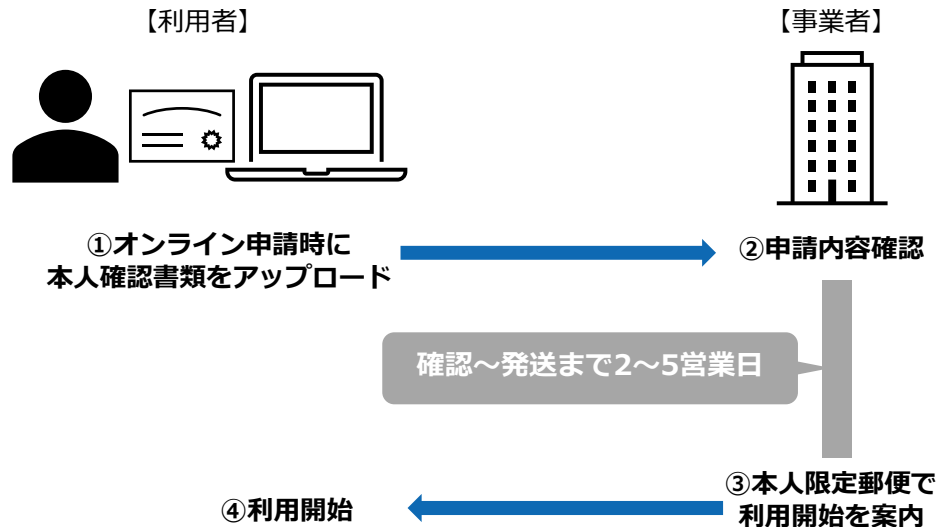 【利用者】
【事業者】
①オンライン申請時に
本人確認書類をアップロード
②申請内容確認
確認～発送まで2～5営業日
③本人限定郵便で
利用開始を案内
④利用開始